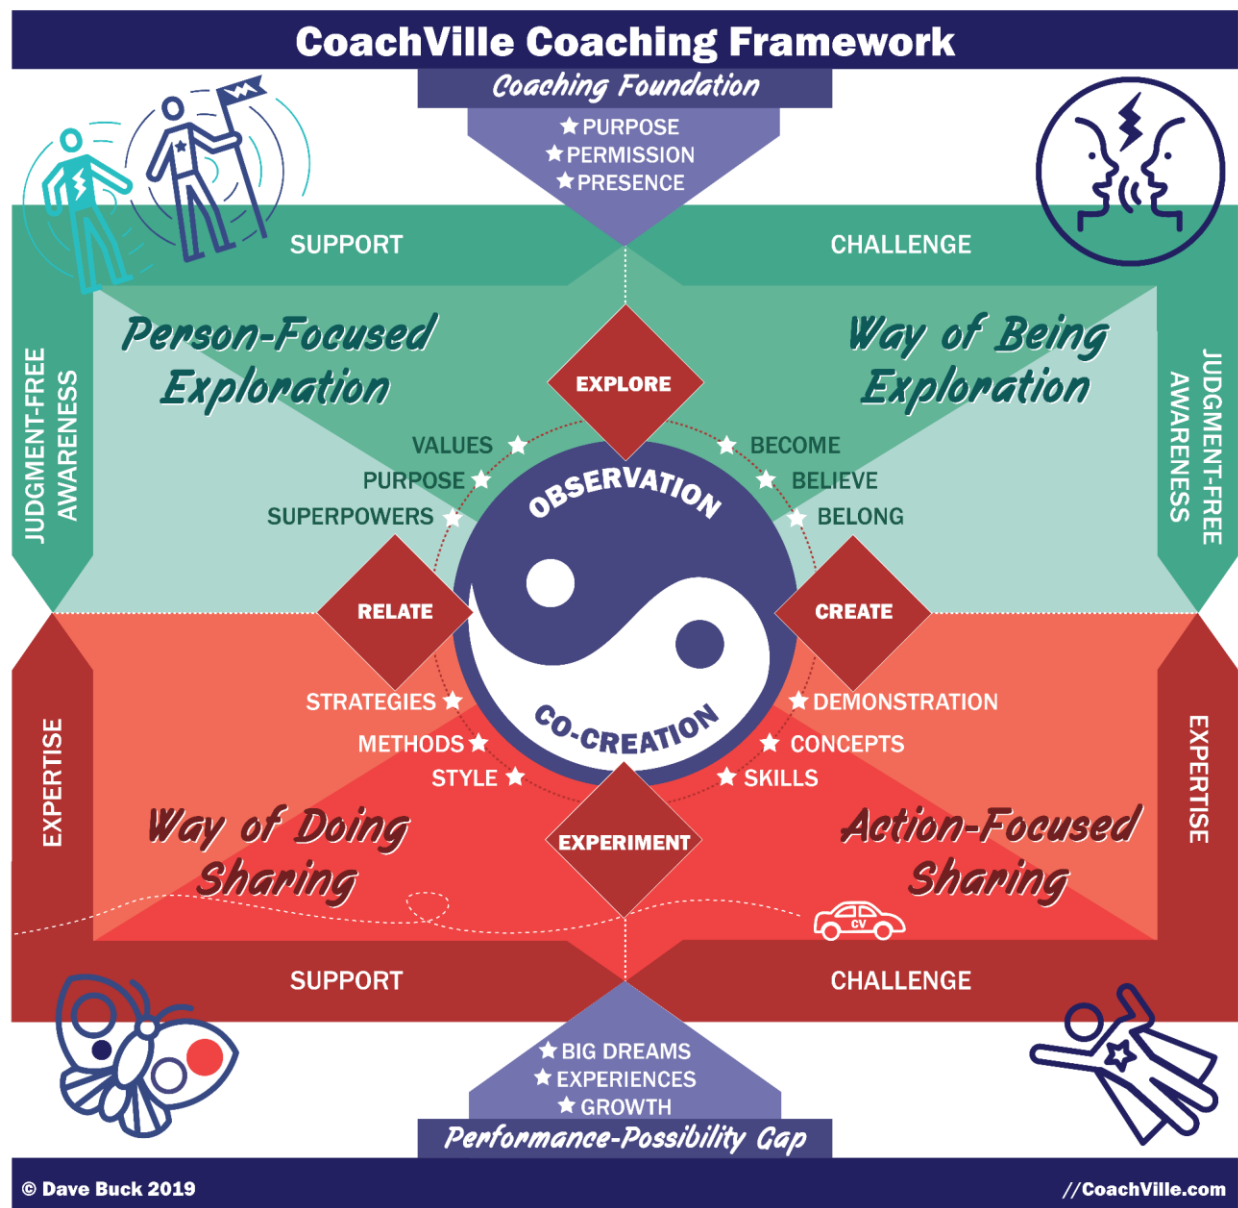 CoachVille Coaching Framework
Coaching Foundation
PURPOSE
PERMISSION
PRESENCE
SUPPORT
CHALLENGE
JUDGMENT-FREE
AWARENESS
Person-Focused
Exploration
EXPLORE
Way of Being
Exploration
JUDGMENT-FREE
AWARENESS
VALUES
PURPOSE
SUPERPOWERS
BECOME
BELIEVE
BELONG
OBSERVATION
RELATE
CREATE
CO-CREATION
STRATEGIES
METHODS
STYLE
DEMONSTRATION
CONCEPTS
SKILLS
EXPERTISE
Way of Doing
Sharing
EXPERIMENT
Action-Focused
Sharing
EXPERTISE
CV
SUPPORT
CHALLENGE
BIG DREAMS
EXPERIENCES
GROWTH
Performance-Possibility Gap
© Dave Buck 2019
//CoachVille.com